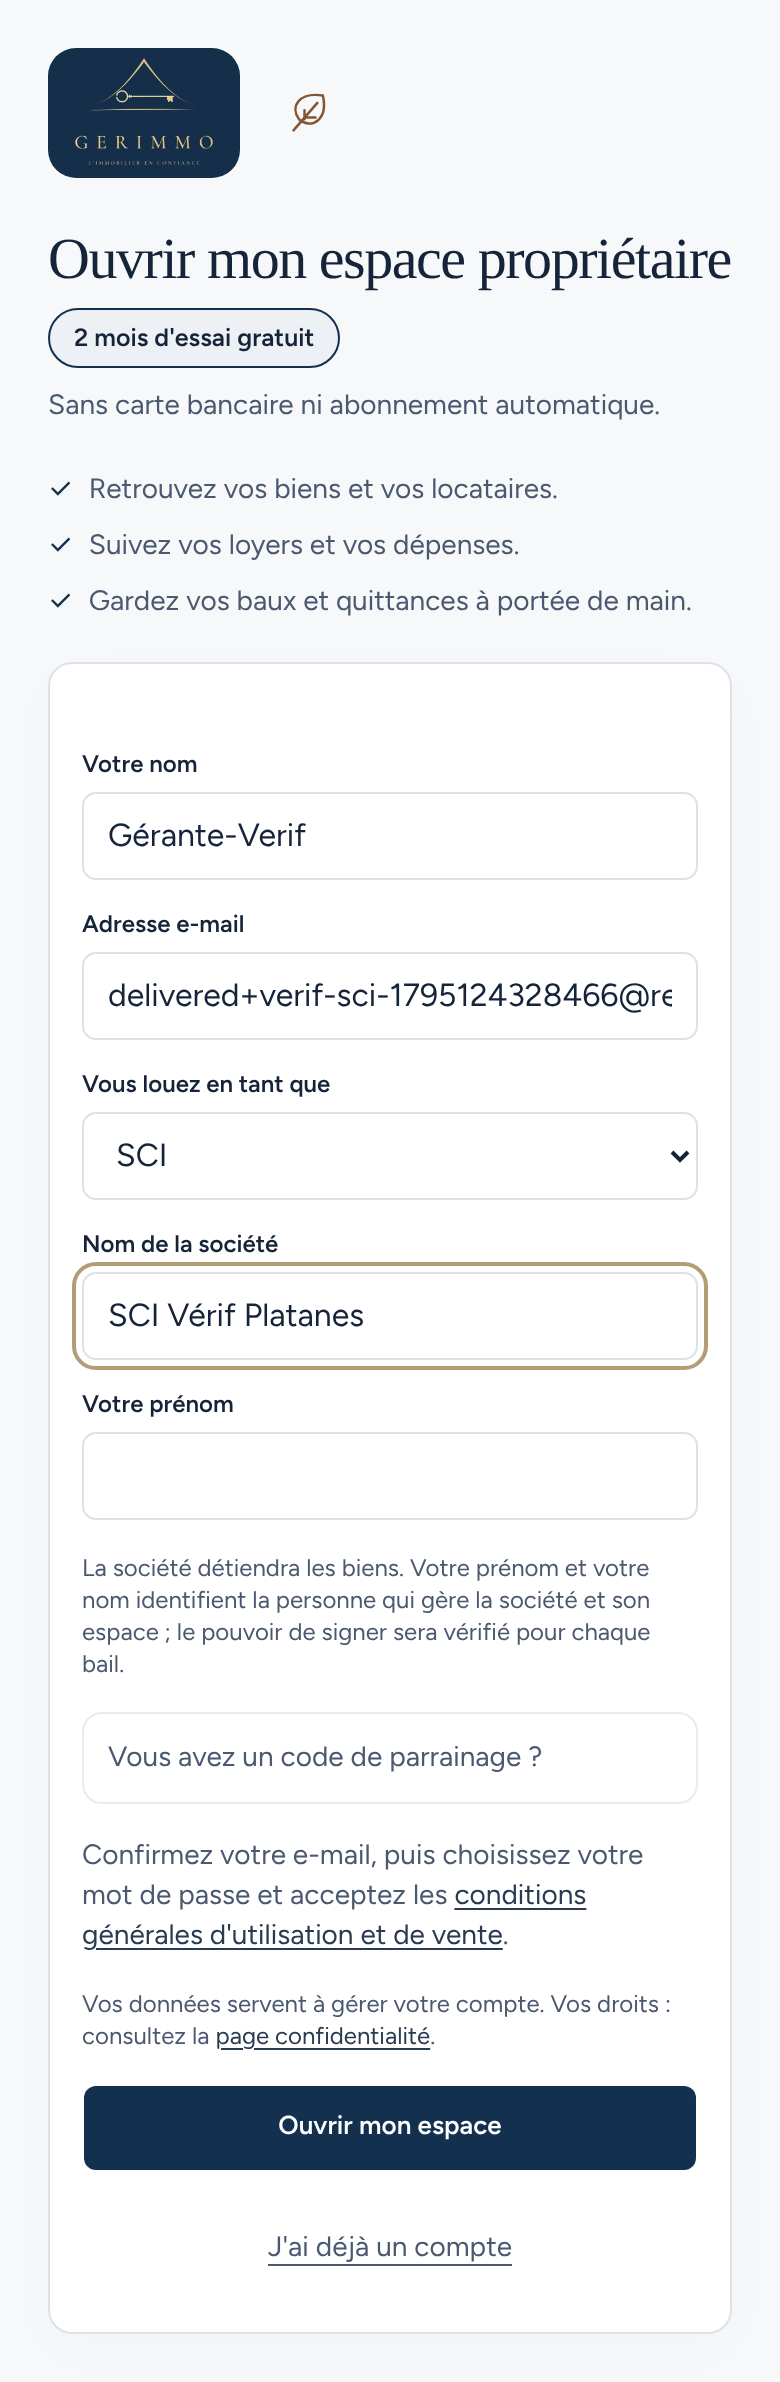 GERIMMO
L'IMMOBILIER EN CONFIANCE
Ouvrir mon espace propriétaire
2 mois d'essai gratuit
Sans carte bancaire ni abonnement automatique.
Retrouvez vos biens et vos locataires.
Suivez vos loyers et vos dépenses.
Gardez vos baux et quittances à portée de main.
Votre nom
Gérante-Verif
Adresse e-mail
delivered+verif-sci-1795124328466@re
Vous louez en tant que
SCI
Nom de la société
SCI Vérif Platanes
Votre prénom
La société détiendra les biens. Votre prénom et votre
nom identifient la personne qui gère la société et son
espace ; le pouvoir de signer sera vérifié pour chaque
bail.
Vous avez un code de parrainage ?
Confirmez votre e-mail, puis choisissez votre
mot de passe et acceptez les conditions
générales d'utilisation et de vente.
Vos données servent à gérer votre compte. Vos droits :
consultez la page confidentialité.
Ouvrir mon espace
J'ai déjà un compte